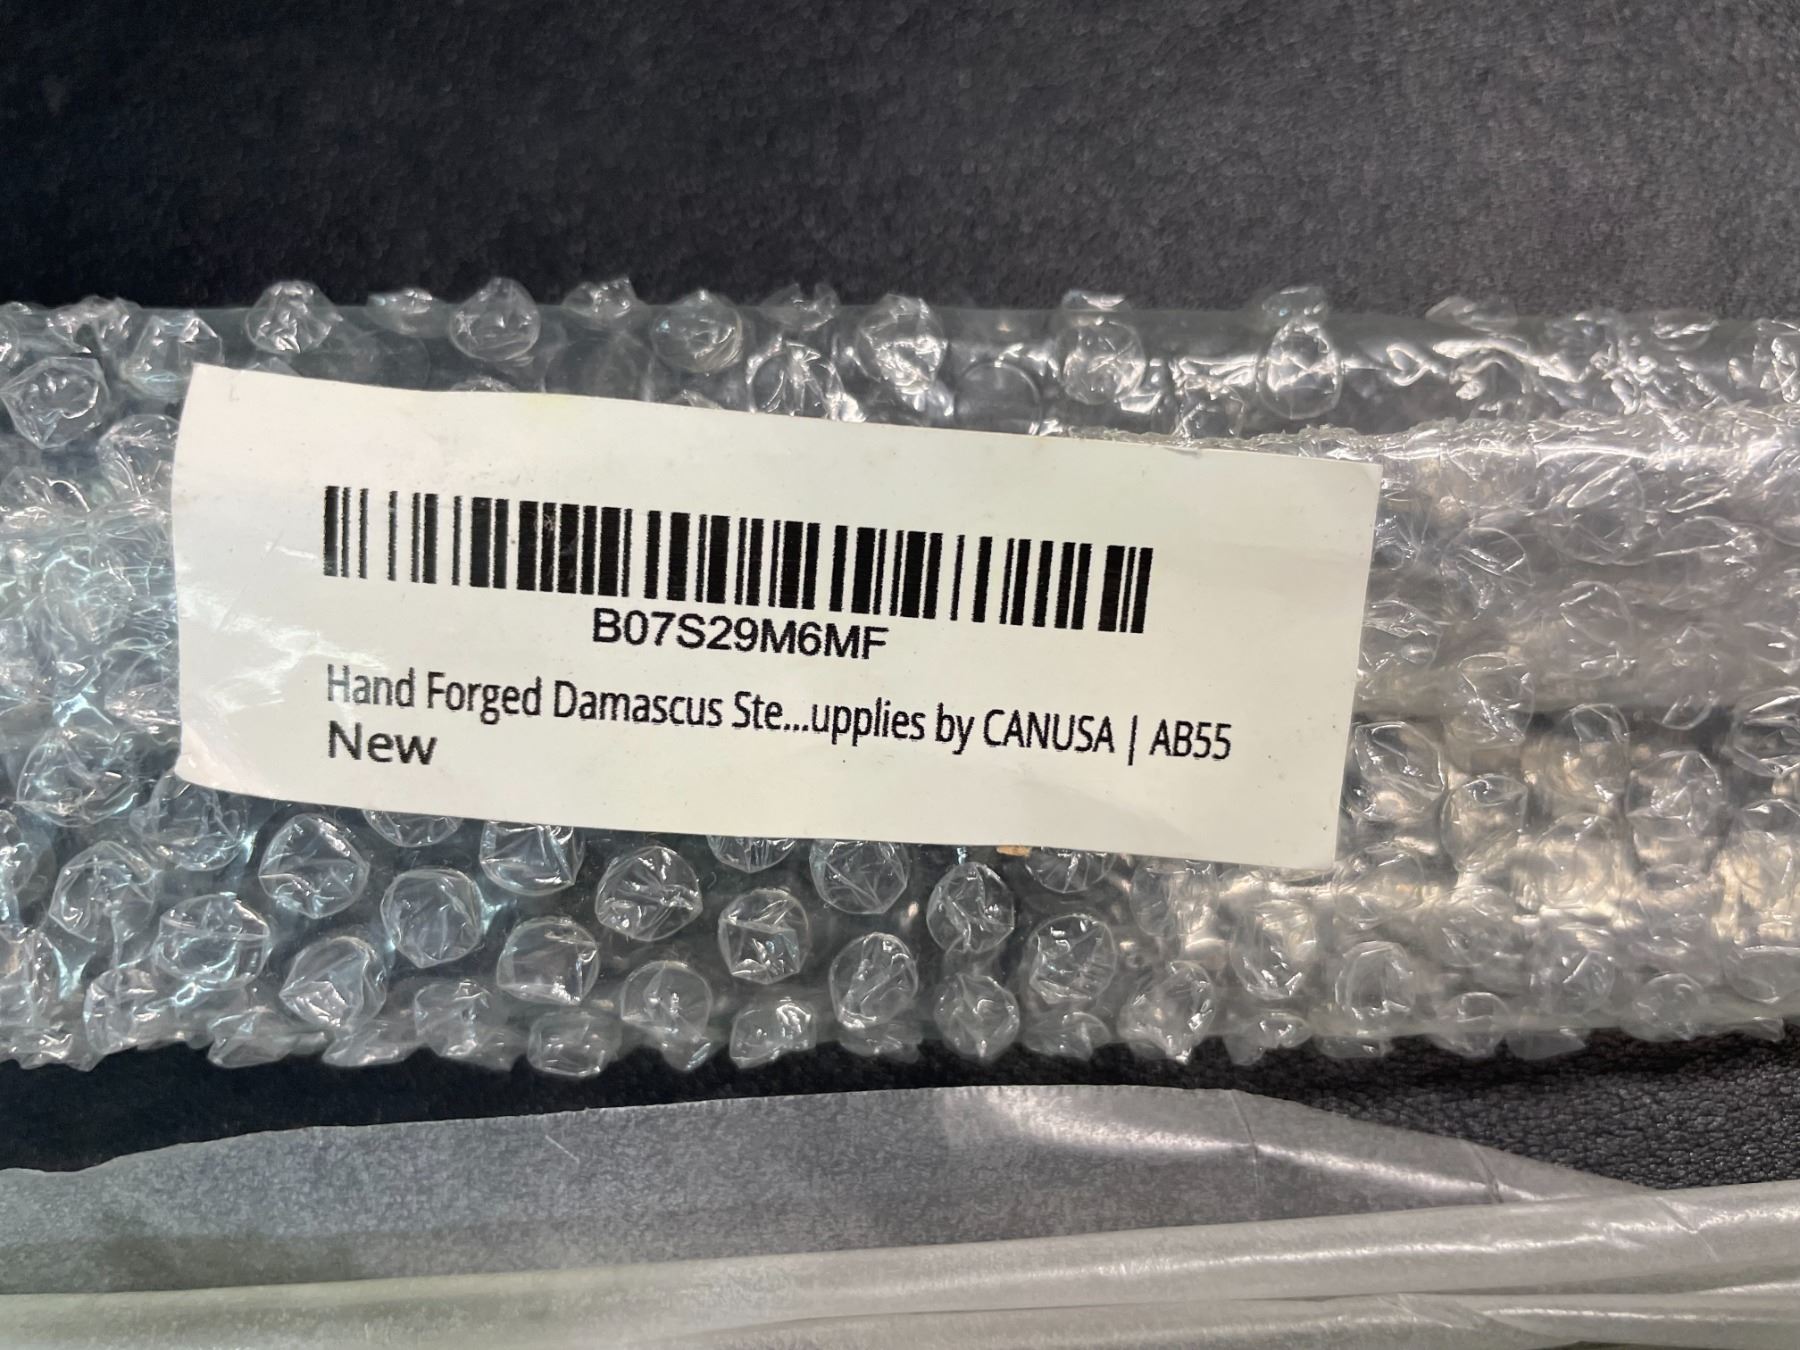 B07S29M6MF
Hand Forged Damascus Ste...upplies by CANUSA | AB55
New